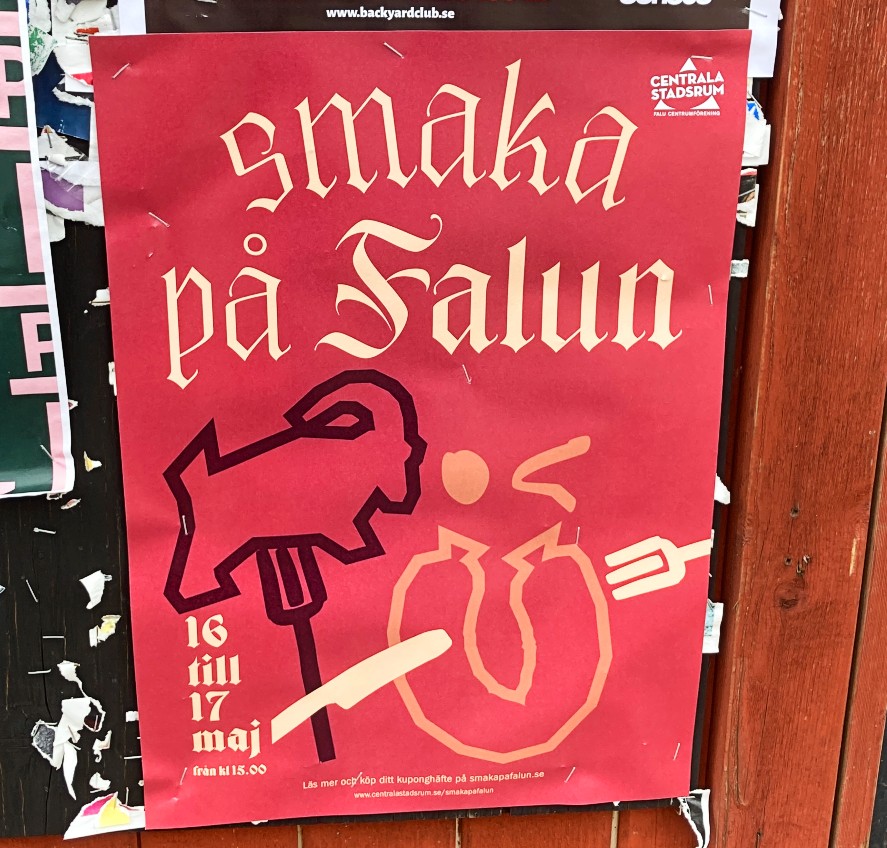 www.backyardclub.se
CENTRALA
STADSRUM
FALU CENTRUMFÖRENING
smaka
på Falun
16
till
17
maj
från kl 15.00
Läs mer och köp ditt kuponghäfte på smakapafalun.se
www.centralastadsrum.se/smakapafalun